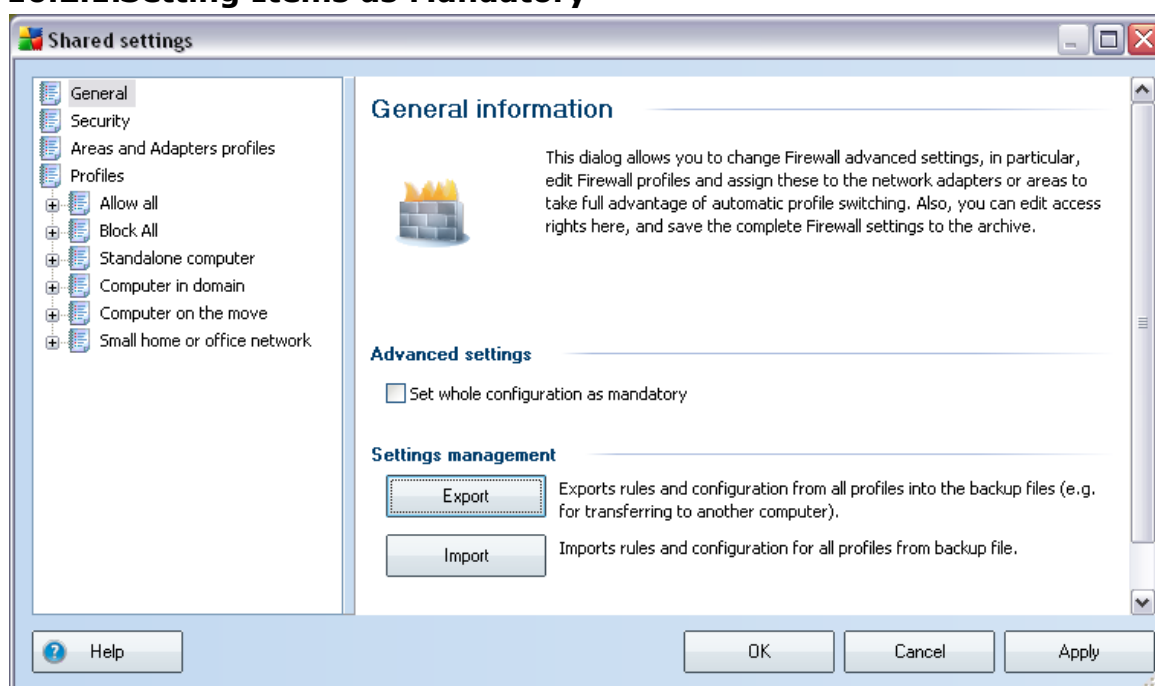 Shared settings
General
Security
Areas and Adapters profiles
Profiles
Allow all
Block All
Standalone computer
Computer in domain
Computer on the move
Small home or office network
General information
This dialog allows you to change Firewall advanced settings, in particular,
edit Firewall profiles and assign these to the network adapters or areas to
take full advantage of automatic profile switching. Also, you can edit access
rights here, and save the complete Firewall settings to the archive.
Advanced settings
Set whole configuration as mandatory
Settings management
Export
Exports rules and configuration from all profiles into the backup files (e.g.
for transferring to another computer).
Import
Imports rules and configuration for all profiles from backup file.
Help
OK
Cancel
Apply